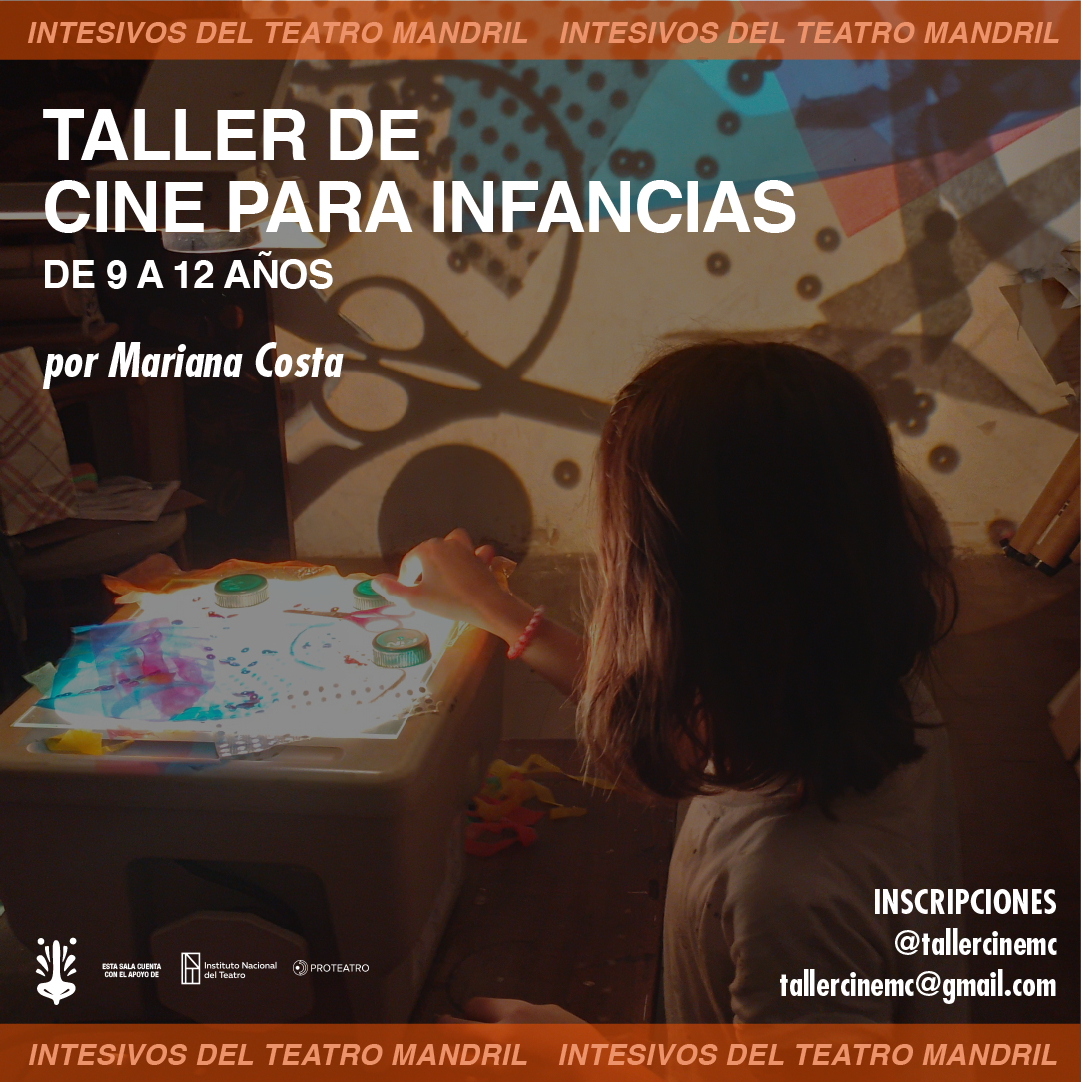 INTESIVOS DEL TEATRO MANDRIL INTESIVOS DEL TEATRO MANDRIL
TALLER DE
CINE PARA INFANCIAS
DE 9 A 12 AÑOS
por Mariana Costa
INSCRIPCIONES
@tallercinemc
tallercinemc@gmail.com
ESTA SALA CUENTA
CON EL APOYO DE
Instituto Nacional
del Teatro
PROTEATRO
INTESIVOS DEL TEATRO MANDRIL INTESIVOS DEL TEATRO MANDRIL